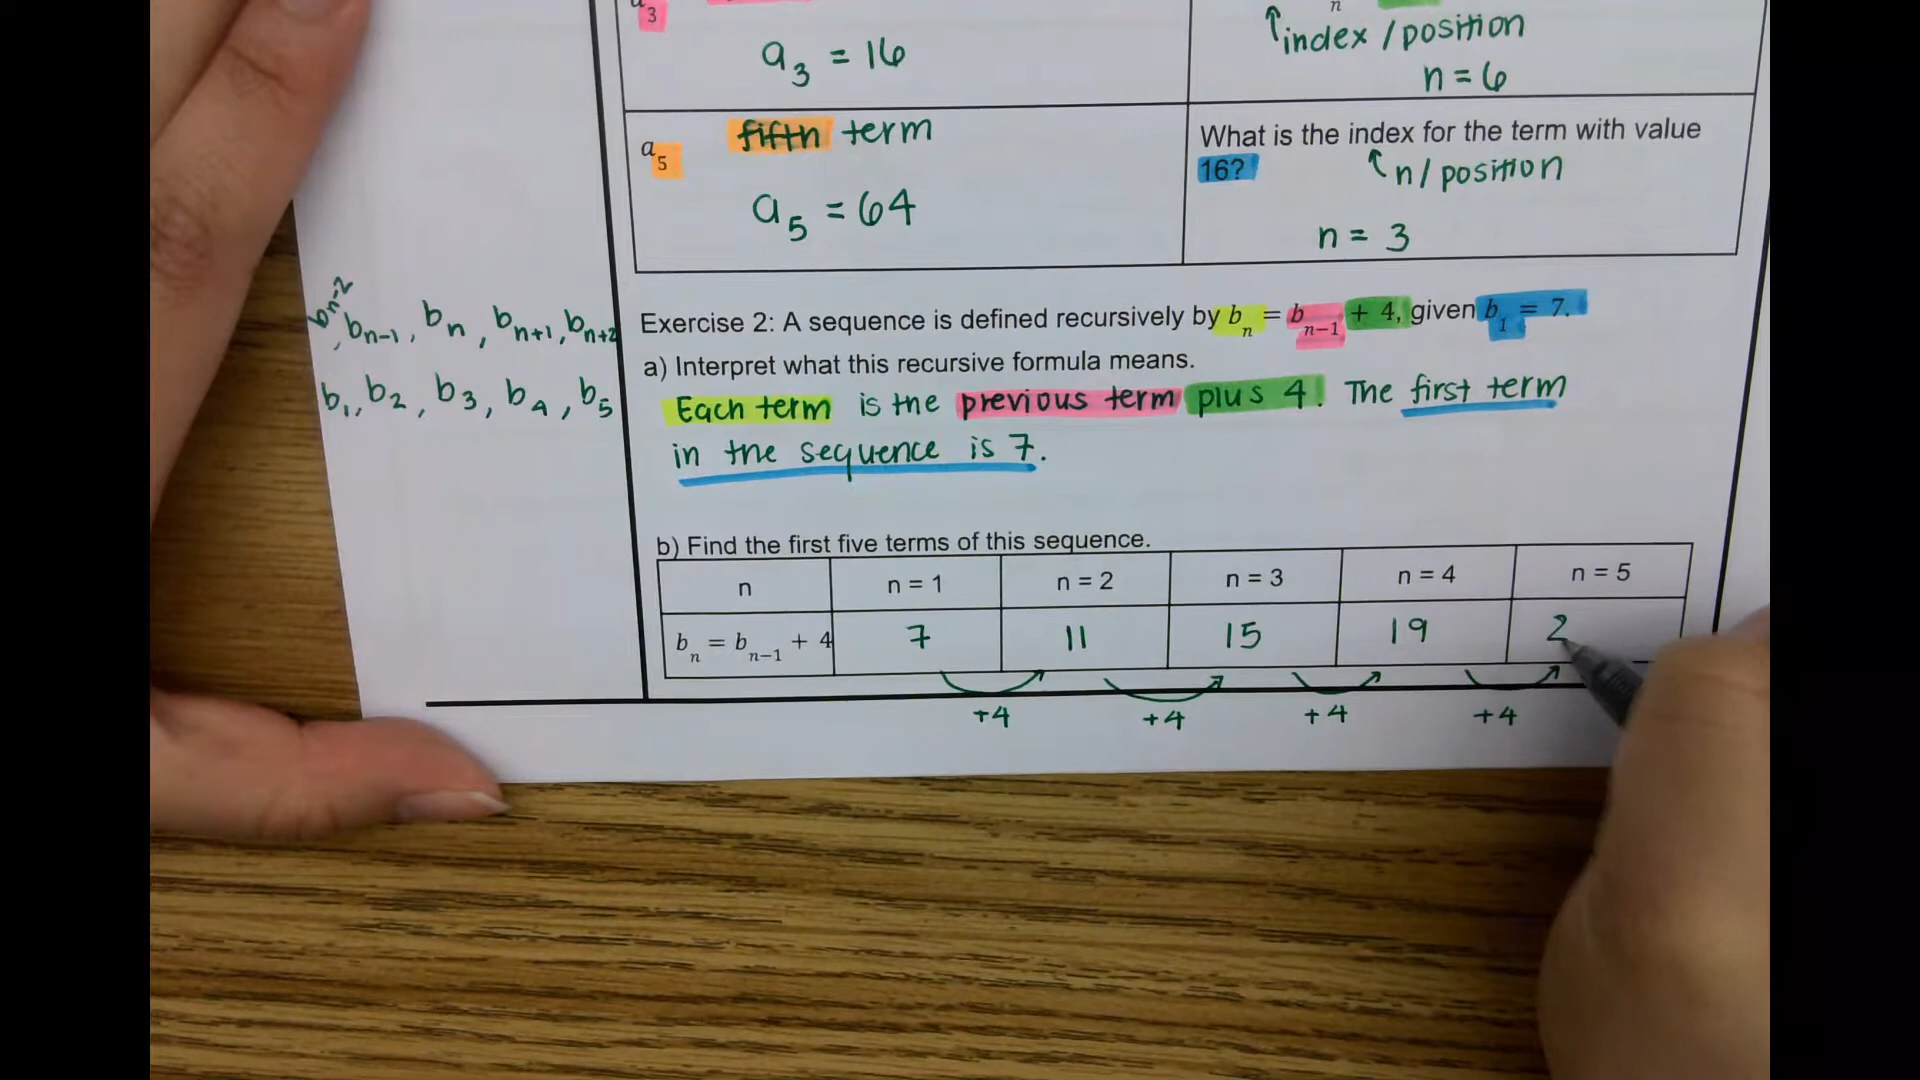 a₃
a₃ = 16
n
↑index / position
n = 6
a₅ fifth term
a₅ = 64
What is the index for the term with value
16? ↑n / position
n = 3
bₙ₋₂, bₙ₋₁, bₙ, bₙ₊₁, bₙ₊₂
b₁, b₂, b₃, b₄, b₅
Exercise 2: A sequence is defined recursively by bₙ = bₙ₋₁ + 4, given b₁ = 7.
a) Interpret what this recursive formula means.
Each term is the previous term plus 4. The first term
in the sequence is 7.
b) Find the first five terms of this sequence.
n n = 1 n = 2 n = 3 n = 4 n = 5
bₙ = bₙ₋₁ + 4 7 11 15 19 2
+4 +4 +4 +4